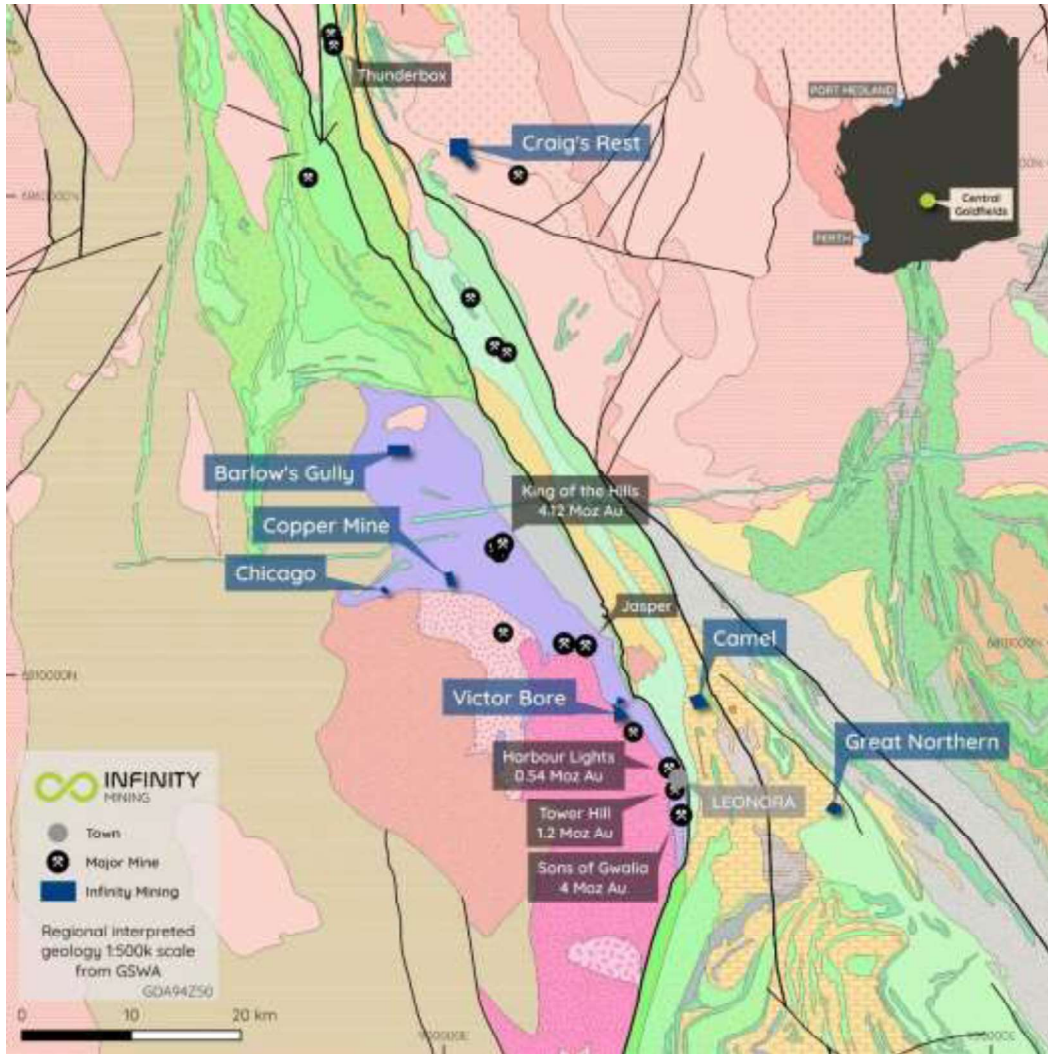 Thunderbox
Craig's Rest
PORT HEDLAND
Central
Goldfields
PERTH
6860000N
Barlow's Gully
King of the Hills
4.12 Moz Au
Copper Mine
Chicago
Jasper
Camel
6810000N
Victor Bore
Great Northern
Harbour Lights
0.54 Moz Au
LEONORA
Tower Hill
1.2 Moz Au
Sons of Gwalia
4 Moz Au
INFINITY
MINING
Town
Major Mine
Infinity Mining
Regional interpreted
geology 1:500k scale
from GSWA
GDA94Z50
0 10 20 km